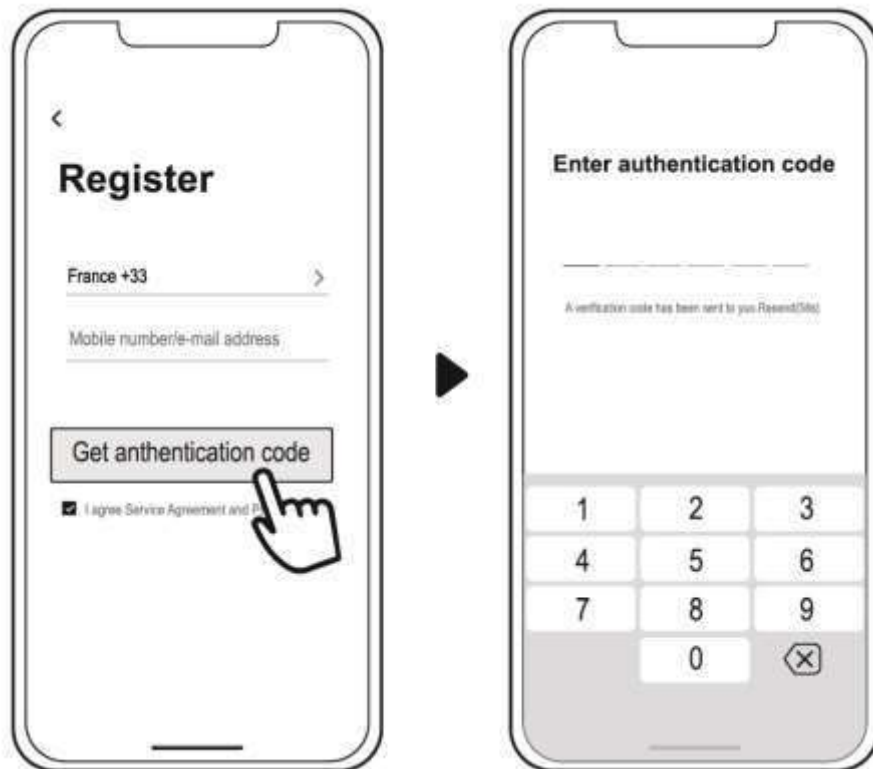 Register
France +33
Mobile number/e-mail address
Get anthentication code
I agree Service Agreement and
Enter authentication code
A verification code has been sent to you Resend(58s)
1 2 3
4 5 6
7 8 9
0